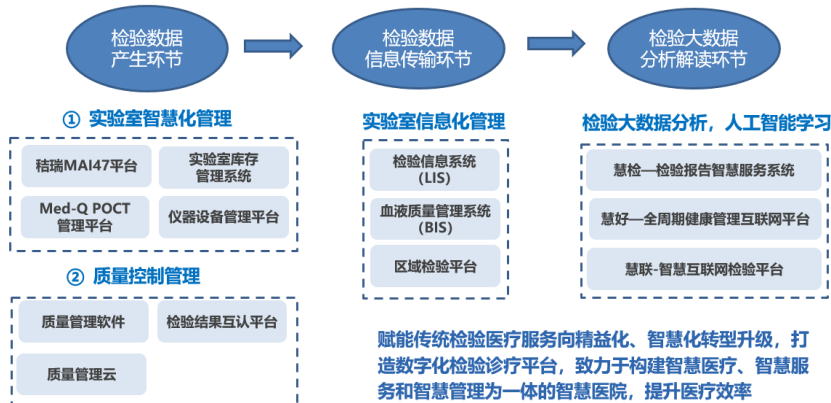 检验数据
产生环节
检验数据
信息传输环节
检验大数据
分析解读环节
① 实验室智慧化管理
秸瑞MAI47平台
实验室库存
管理系统
Med-Q POCT
管理平台
仪器设备管理平台
② 质量控制管理
质量管理软件
检验结果互认平台
质量管理云
实验室信息化管理
检验信息系统
(LIS)
血液质量管理系统
(BIS)
区域检验平台
检验大数据分析，人工智能学习
慧检—检验报告智慧服务系统
慧好—全周期健康管理互联网平台
慧联-智慧互联网检验平台
赋能传统检验医疗服务向精益化、智慧化转型升级，打
造数字化检验诊疗平台，致力于构建智慧医疗、智慧服
务和智慧管理为一体的智慧医院，提升医疗效率